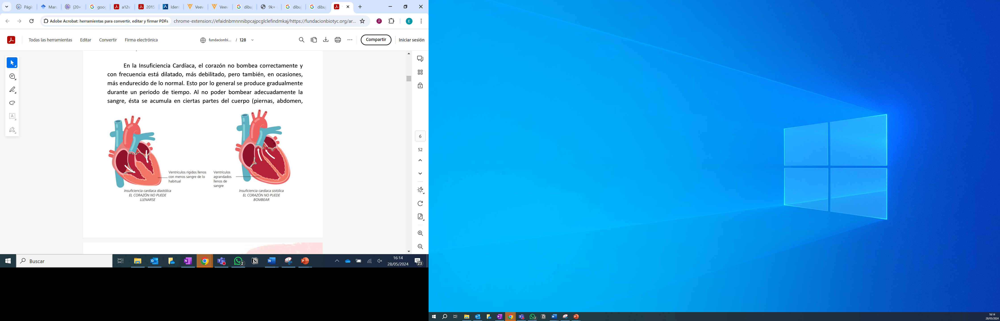 Págin
Man
(20+
goog
a12v
2015
Iden
Veev
Veev
dibuj
9k=
dibuj
dibuj
Adobe Acrobat: herramientas para convertir, editar y firmar PDFs
chrome-extension://efaidnbmnnnibpcajpcglclefindmkaj/https://fundacionbiotyc.org/ar...
E
Todas las herramientas
Editar
Convertir
Firma electrónica
fundacionbi...
/ 128
Compartir
Iniciar sesión
En la Insuficiencia Cardíaca, el corazón no bombea correctamente y
con frecuencia está dilatado, más debilitado, pero también, en ocasiones,
más endurecido de lo normal. Esto por lo general se produce gradualmente
durante un periodo de tiempo. Al no poder bombear adecuadamente la
sangre, ésta se acumula en ciertas partes del cuerpo (piernas, abdomen,
Ventrículos rígidos llenos
con menos sangre de lo
habitual
Insuficiencia cardiaca diastólica
EL CORAZÓN NO PUEDE
LLENARSE
Ventrículos
agrandados
llenos de
sangre
Insuficiencia cardiaca sistólica
EL CORAZÓN NO PUEDE
BOMBEAR
6
52
Buscar
2
16:14
28/05/2024
23
16:14
28/05/2024